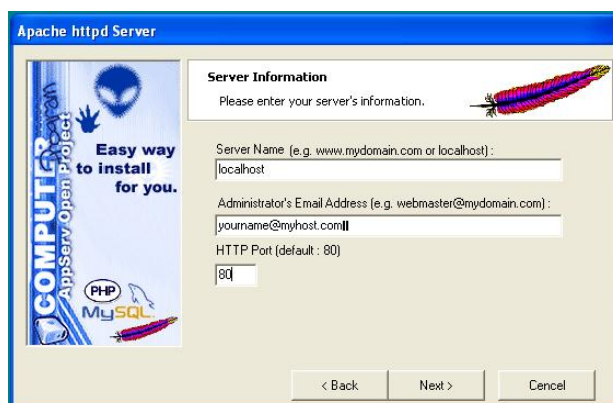 Apache httpd Server
COMPUTER
Program
AppServ Open Project
Easy way
to install
for you.
PHP
MySQL
Server Information
Please enter your server's information.
Server Name (e.g. www.mydomain.com or localhost) :
localhost
Administrator's Email Address (e.g. webmaster@mydomain.com) :
yourname@myhost.com
HTTP Port (default : 80)
80
< Back
Next >
Cencel